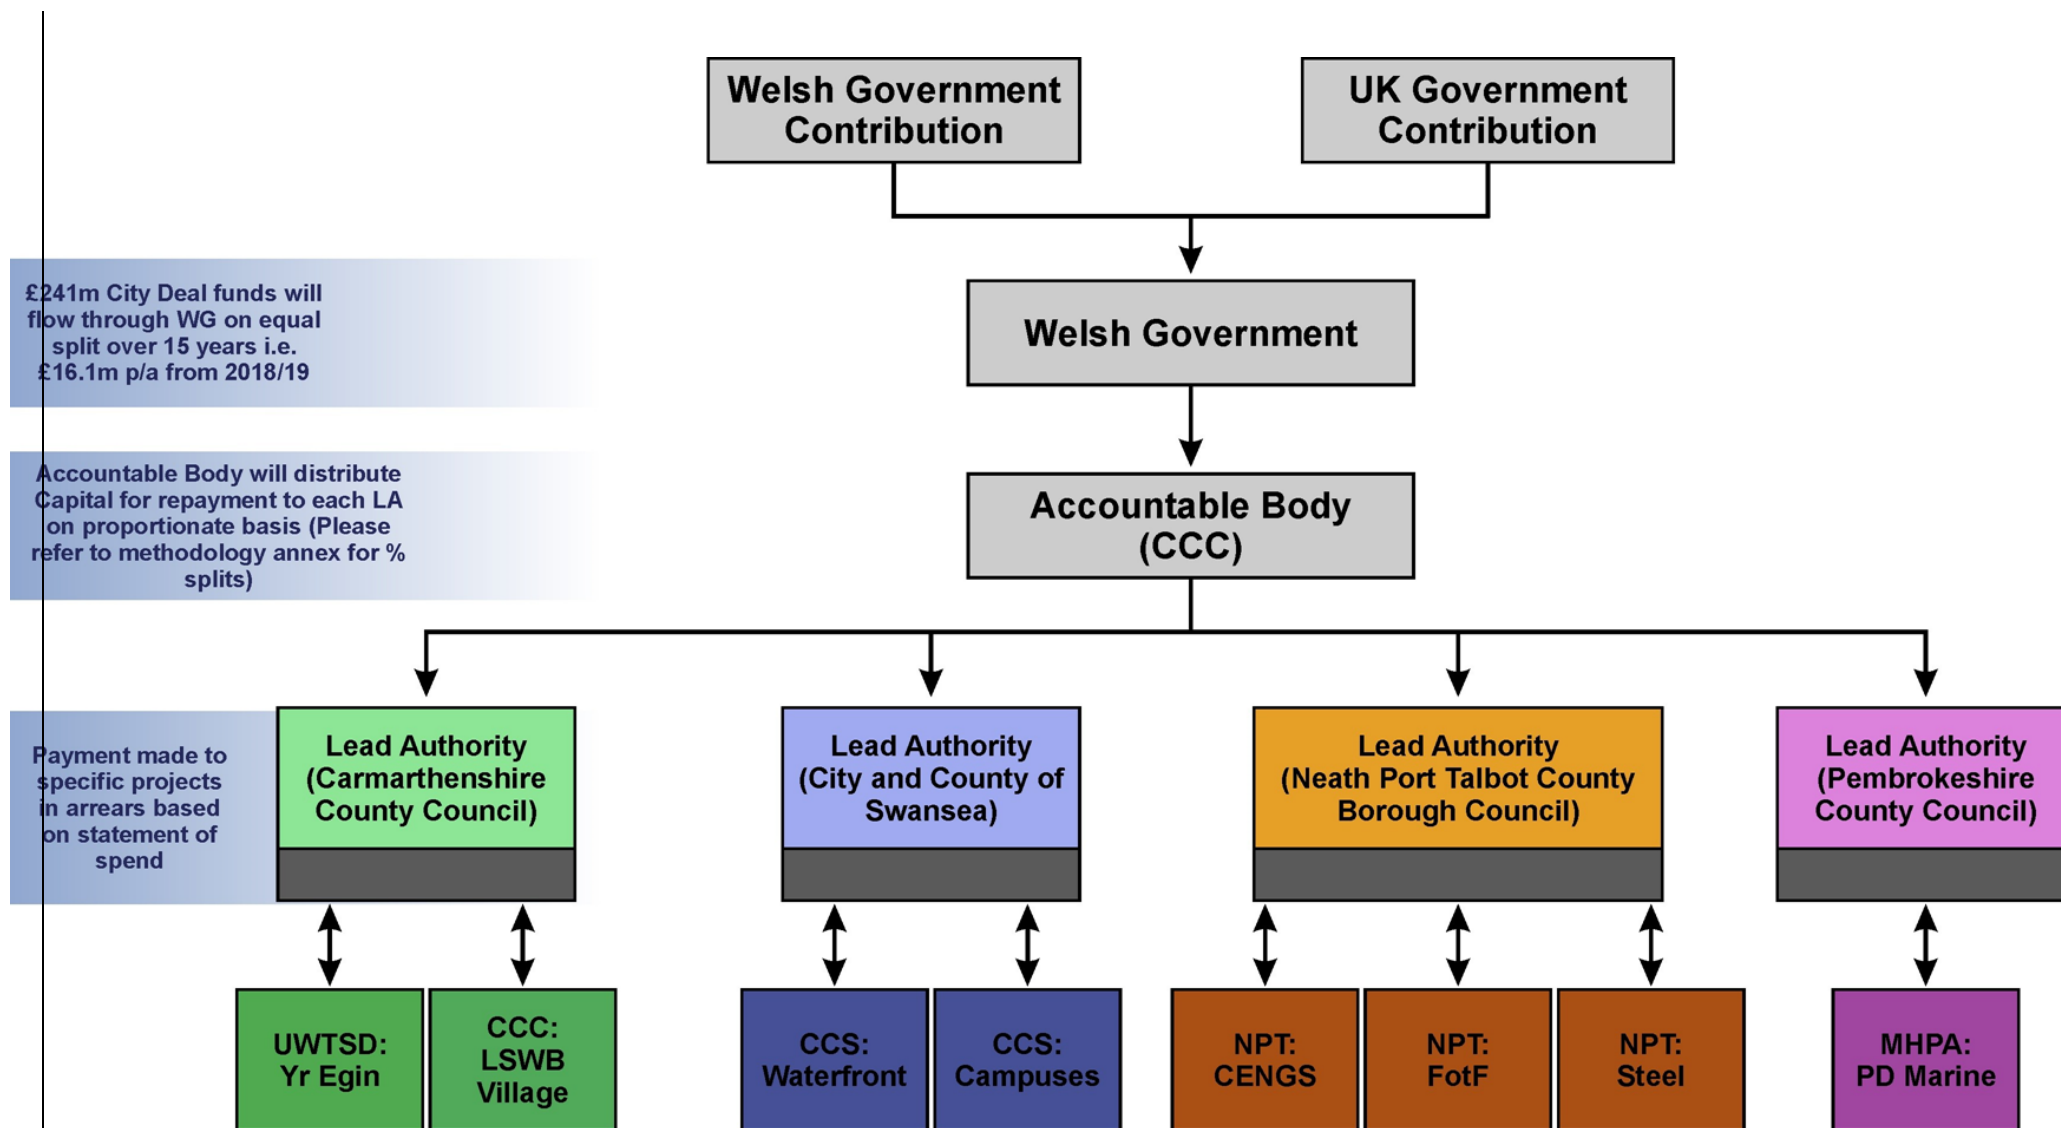 Welsh Government
Contribution
UK Government
Contribution
£241m City Deal funds will
flow through WG on equal
split over 15 years i.e.
£16.1m p/a from 2018/19
Welsh Government
Accountable Body will distribute
Capital for repayment to each LA
on proportionate basis (Please
refer to methodology annex for %
splits)
Accountable Body
(CCC)
Payment made to
specific projects
in arrears based
on statement of
spend
Lead Authority
(Carmarthenshire
County Council)
Lead Authority
(City and County of
Swansea)
Lead Authority
(Neath Port Talbot County
Borough Council)
Lead Authority
(Pembrokeshire
County Council)
UWTSD:
Yr Egin
CCC:
LSWB
Village
CCS:
Waterfront
CCS:
Campuses
NPT:
CENGS
NPT:
FotF
NPT:
Steel
MHPA:
PD Marine